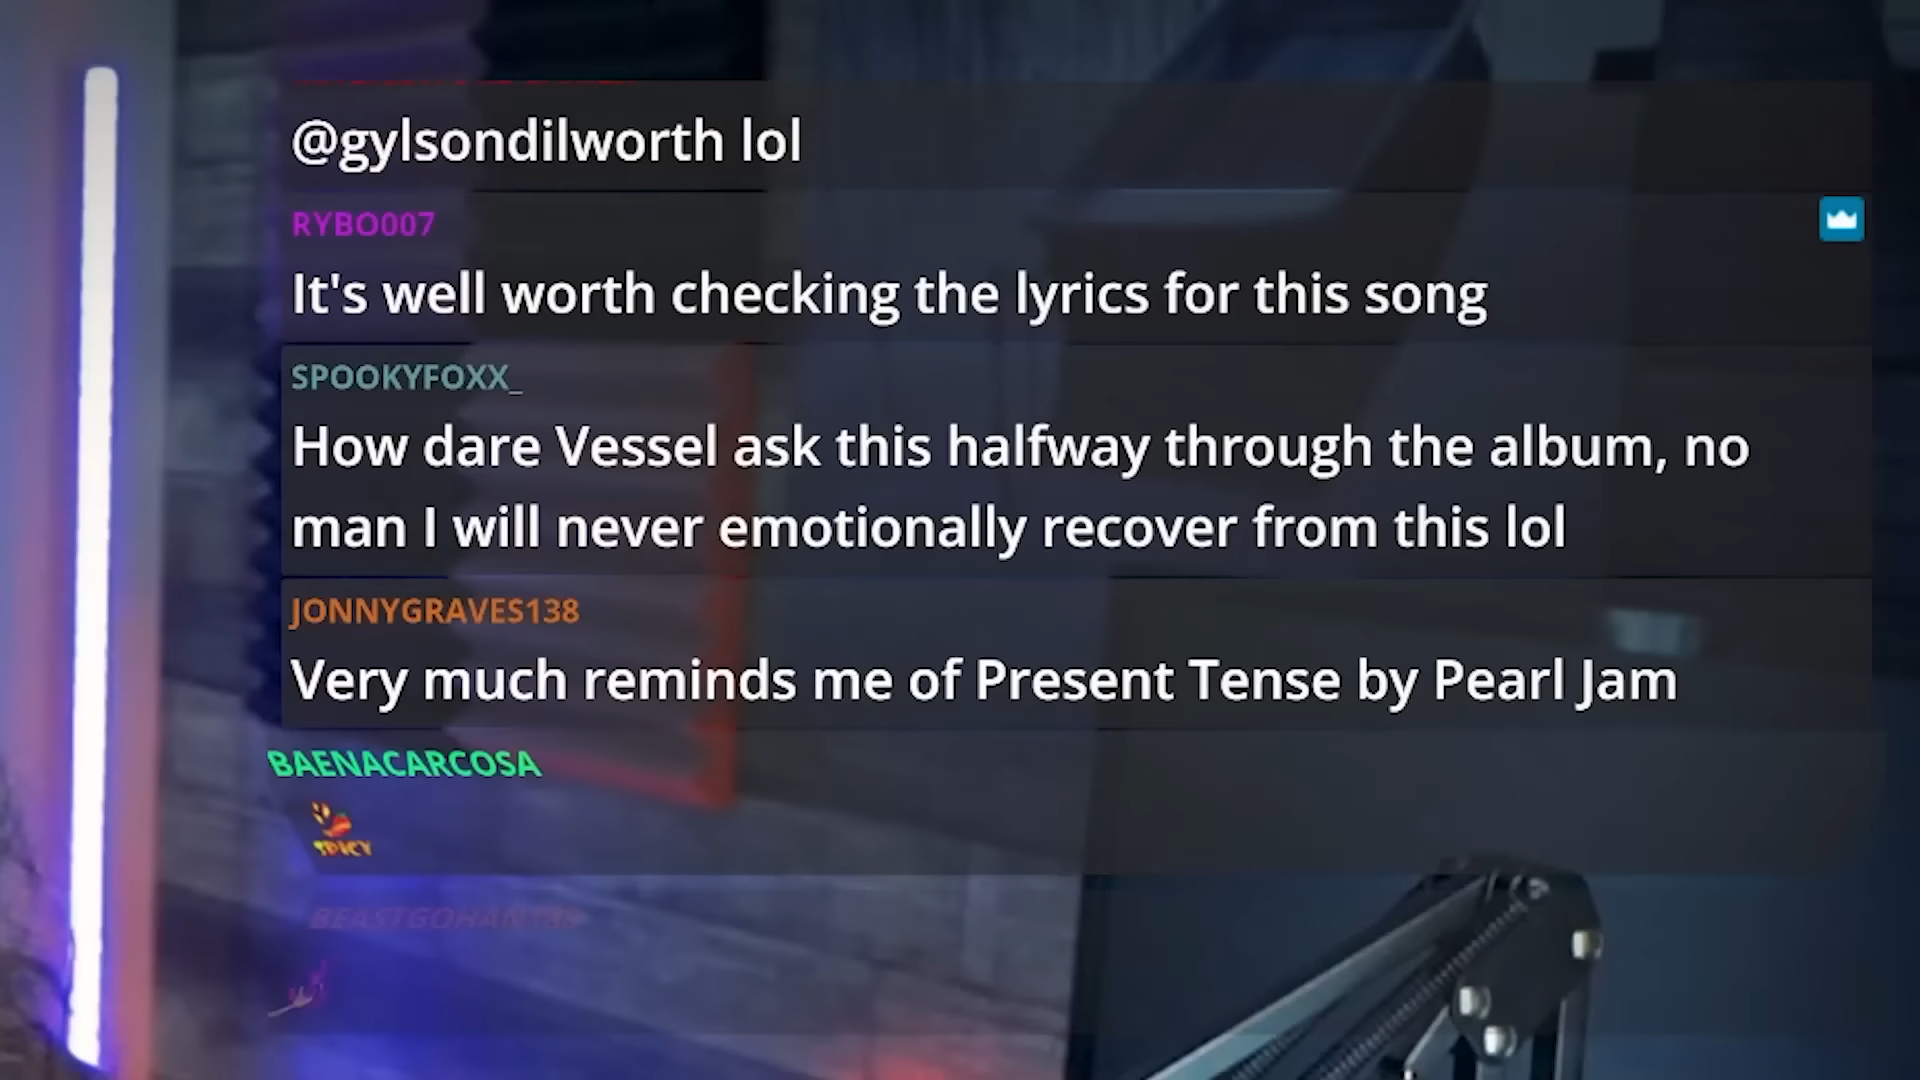 @gylsondilworth lol
RYBO007
It's well worth checking the lyrics for this song
SPOOKYFOXX_
How dare Vessel ask this halfway through the album, no
man I will never emotionally recover from this lol
JONNYGRAVES138
Very much reminds me of Present Tense by Pearl Jam
BAENACARCOSA
SPICY